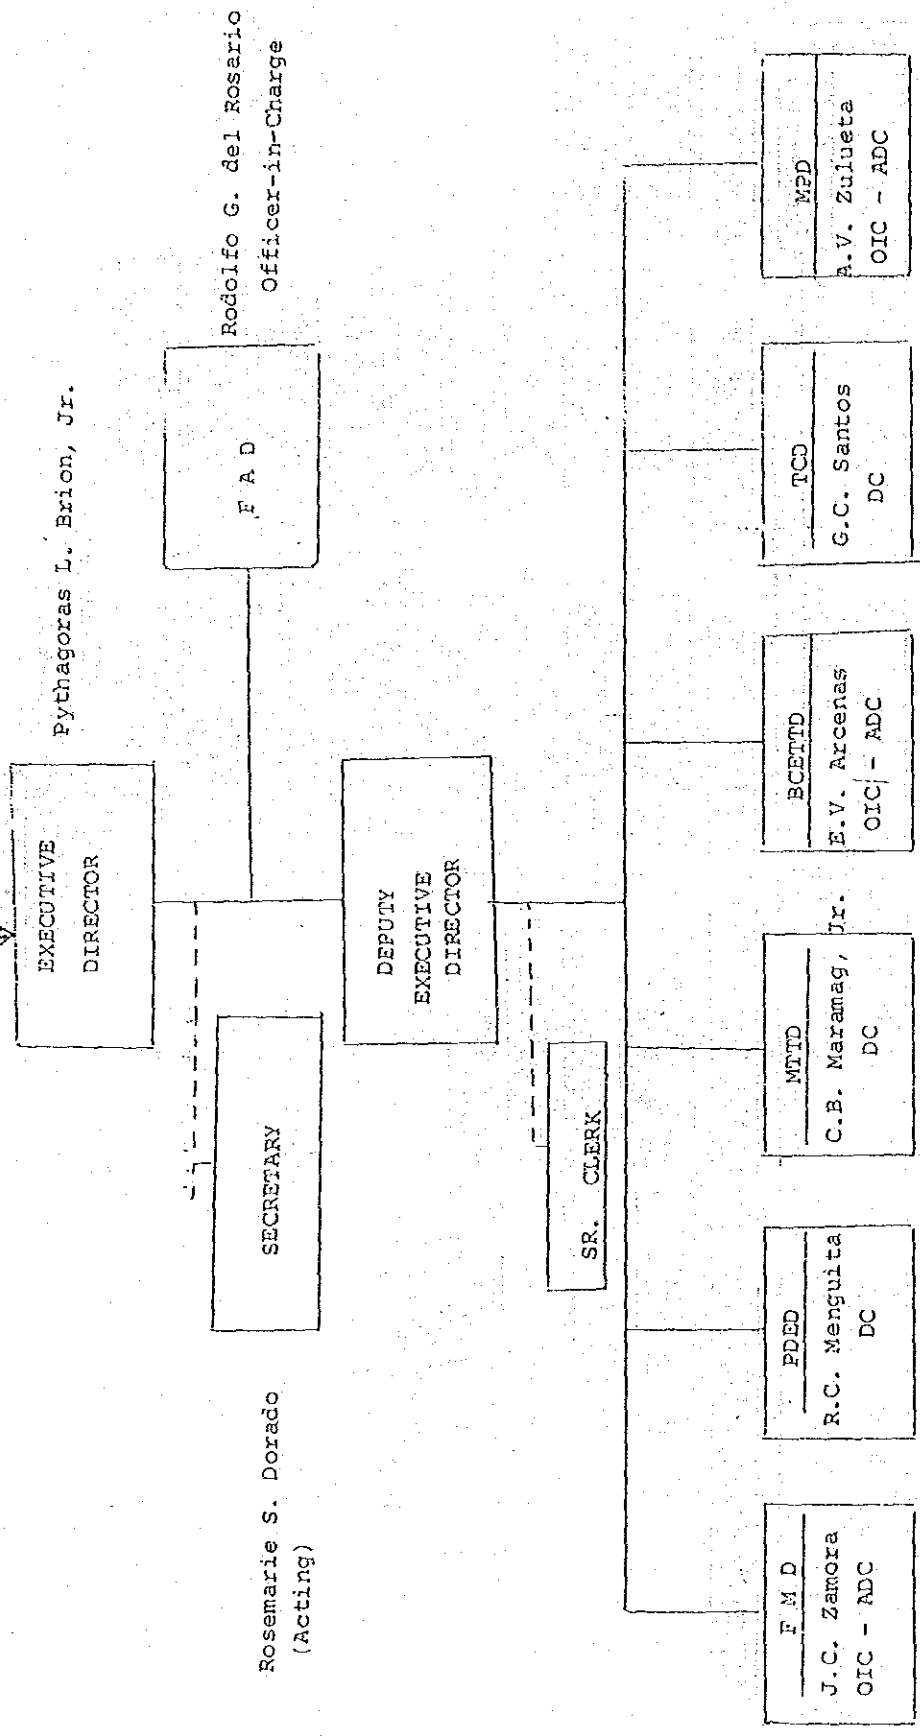 EXECUTIVE
DIRECTOR
Pythagoras L. Brion, Jr.
Rosemarie S. Dorado
(Acting)
SECRETARY
F A D
Rodolfo G. del Rosario
Officer-in-Charge
DEPUTY
EXECUTIVE
DIRECTOR
SR. CLERK
F M D
J.C. Zamora
OIC - ADC
PDED
R.C. Menguita
DC
MTTD
C.B. Maramag, Jr.
DC
BCETTD
E.V. Arcenas
OIC - ADC
TCD
G.C. Santos
DC
MPD
A.V. Zulueta
OIC - ADC